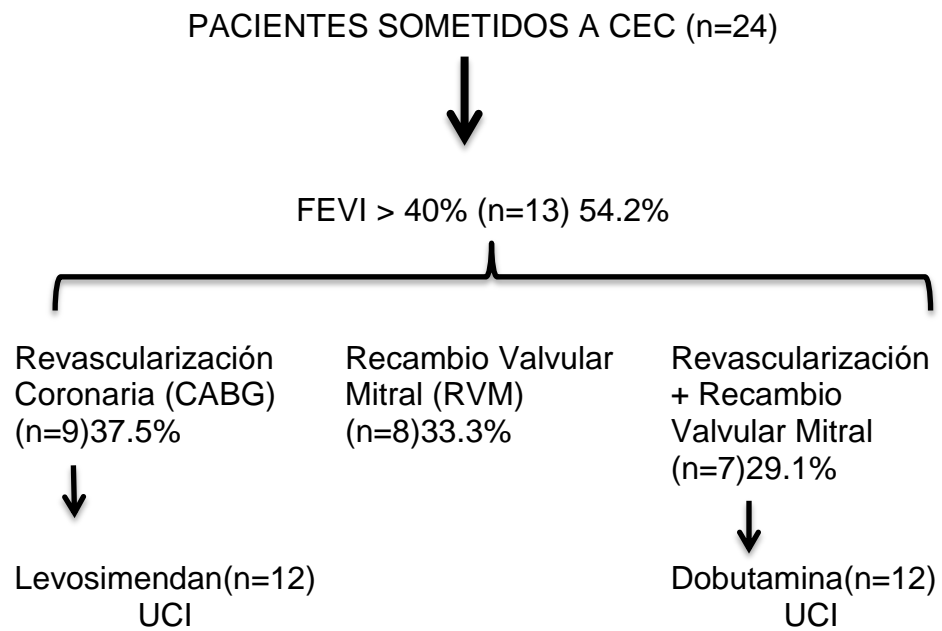 PACIENTES SOMETIDOS A CEC (n=24)
FEVI > 40% (n=13) 54.2%
Revascularización
Coronaria (CABG)
(n=9)37.5%
Recambio Valvular
Mitral (RVM)
(n=8)33.3%
Revascularización
+ Recambio
Valvular Mitral
(n=7)29.1%
Levosimendan(n=12)
UCI
Dobutamina(n=12)
UCI